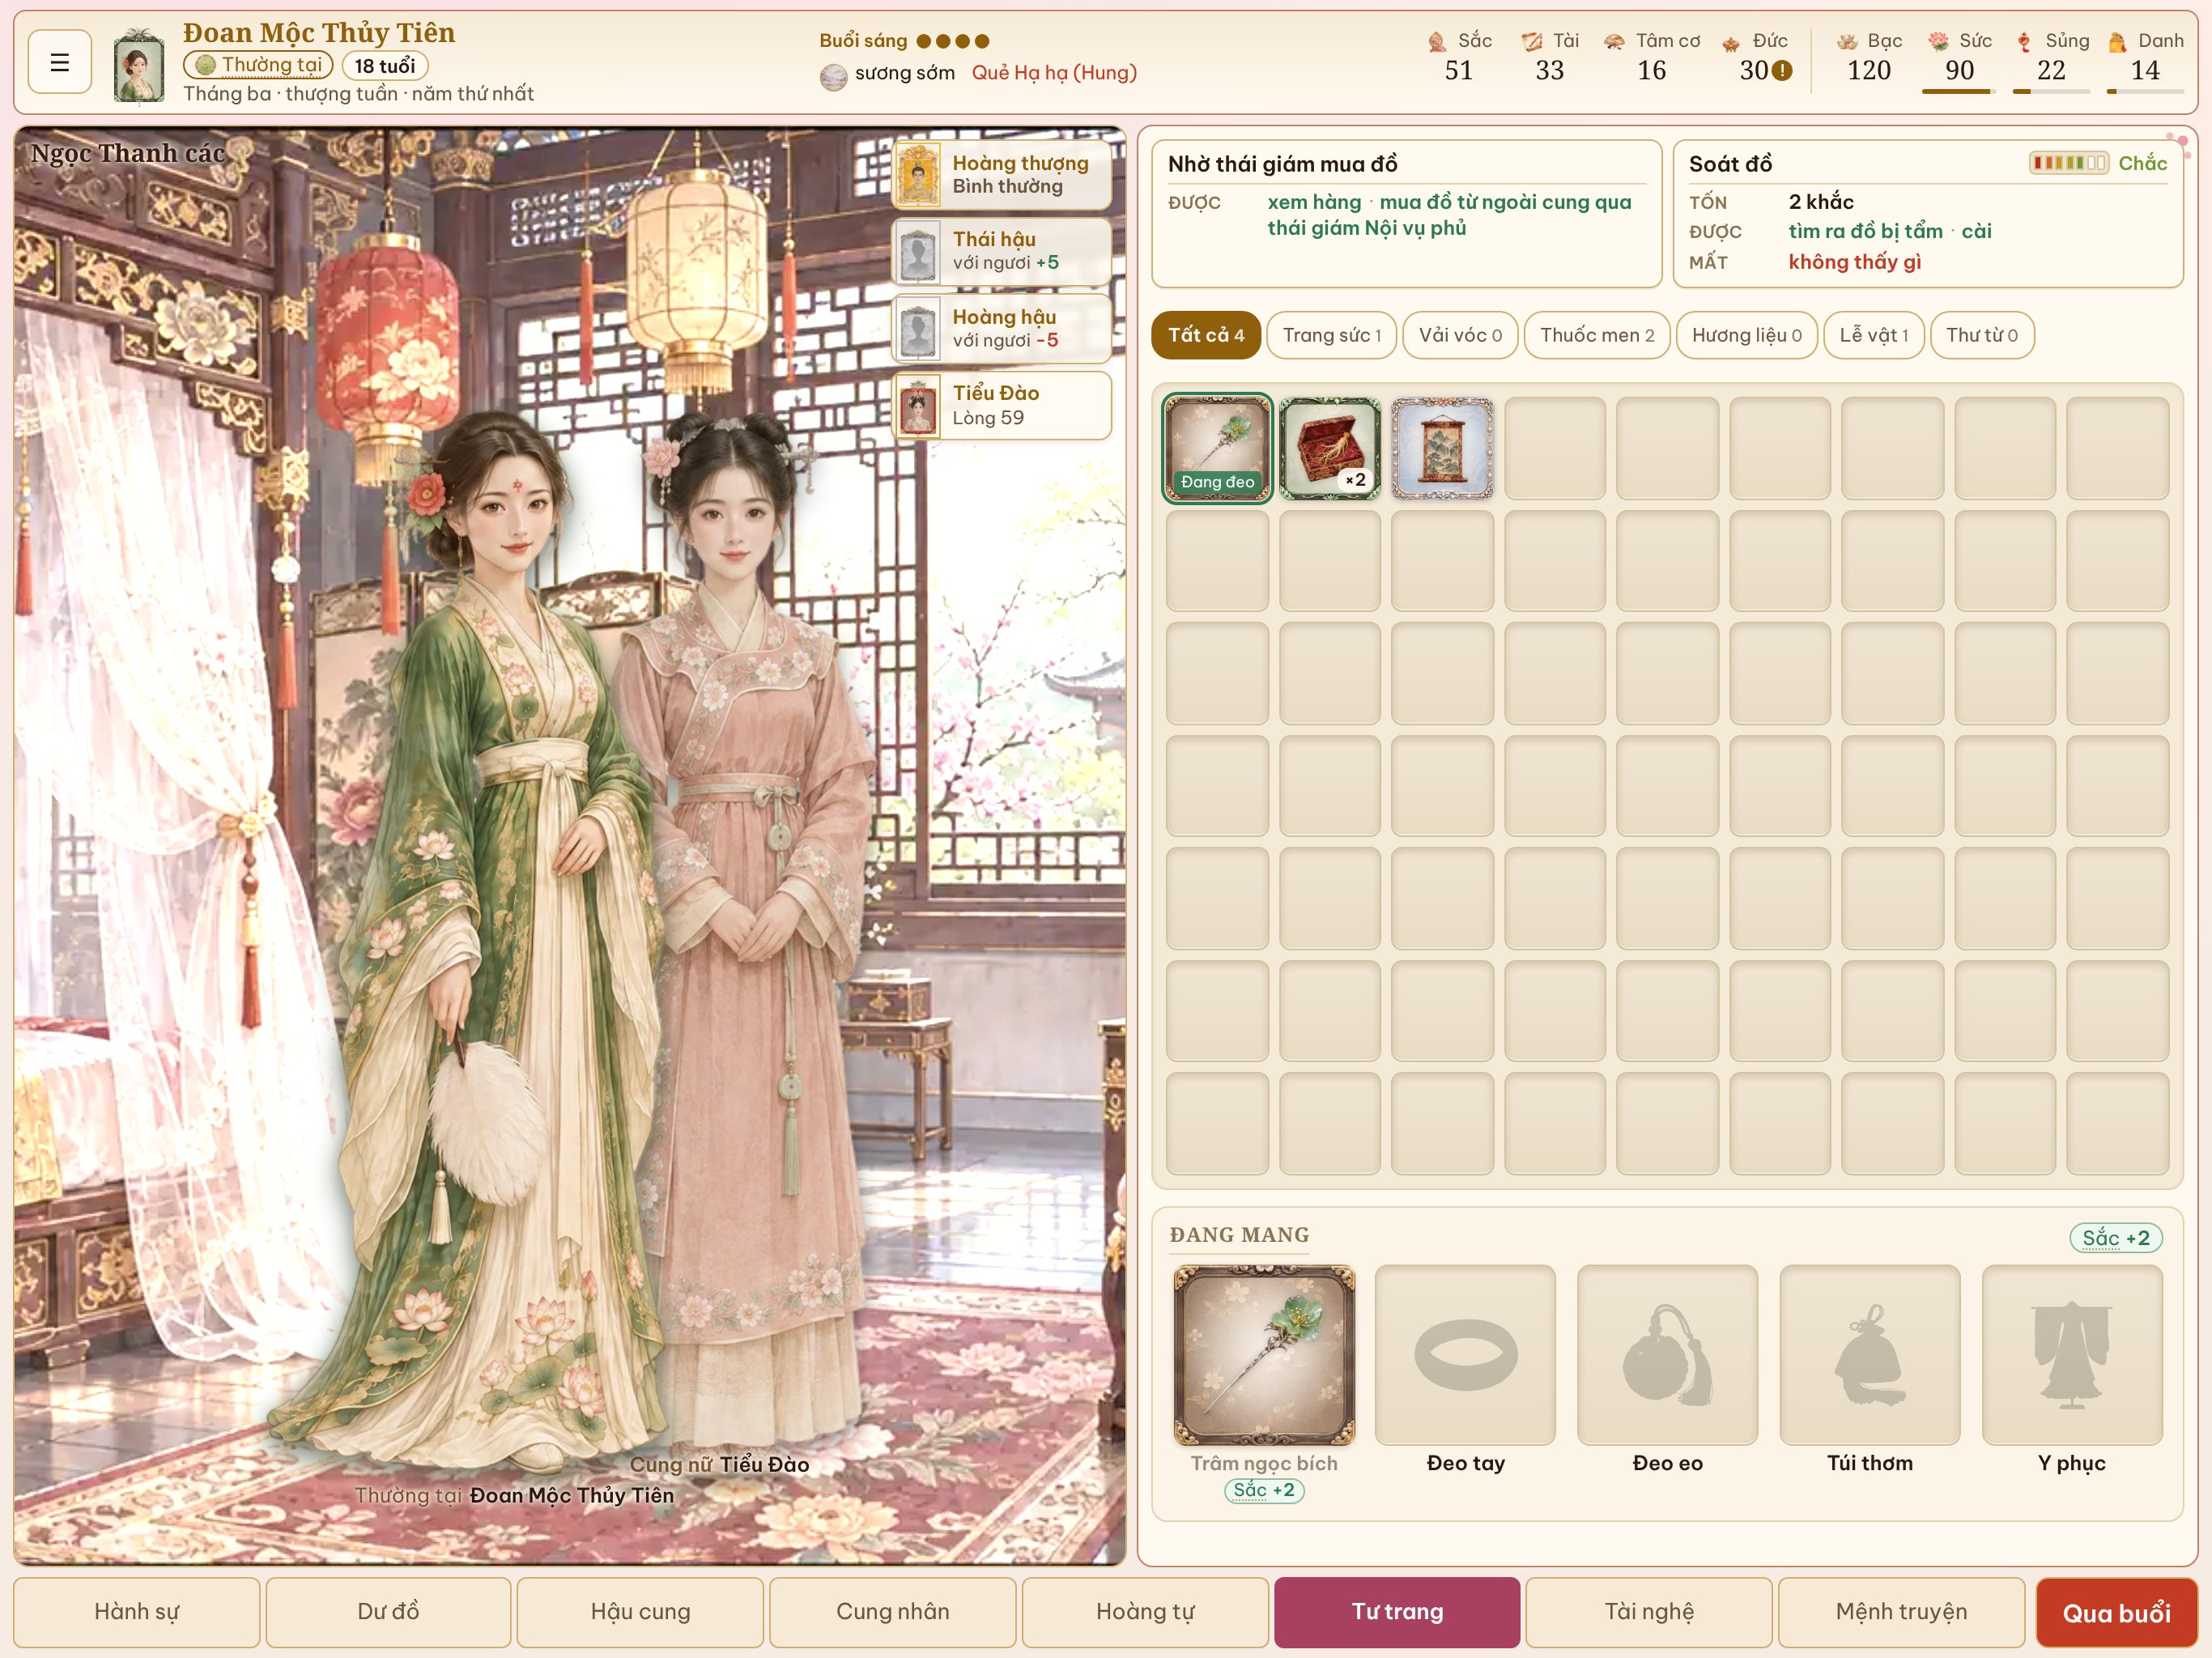 ☰
Đoan Mộc Thủy Tiên
Thường tại 18 tuổi
Tháng ba · thượng tuần · năm thứ nhất
Buổi sáng
sương sớm Quẻ Hạ hạ (Hung)
Sắc Tài Tâm cơ Đức Bạc Sức Sủng Danh
51 33 16 30 ! 120 90 22 14
Ngọc Thanh các
Hoàng thượng
Bình thường
Thái hậu
với ngươi +5
Hoàng hậu
với ngươi -5
Tiểu Đào
Lòng 59
Cung nữ Tiểu Đào
Thường tại Đoan Mộc Thủy Tiên
Nhờ thái giám mua đồ
ĐƯỢC xem hàng · mua đồ từ ngoài cung qua
thái giám Nội vụ phủ
Soát đồ Chắc
TỐN 2 khắc
ĐƯỢC tìm ra đồ bị tẩm · cài
MẤT không thấy gì
Tất cả 4 Trang sức 1 Vải vóc 0 Thuốc men 2 Hương liệu 0 Lễ vật 1 Thư từ 0
Đang đeo ×2
ĐANG MANG Sắc +2
Trâm ngọc bích Đeo tay Đeo eo Túi thơm Y phục
Sắc +2
Hành sự Dư đồ Hậu cung Cung nhân Hoàng tự Tư trang Tài nghệ Mệnh truyện Qua buổi